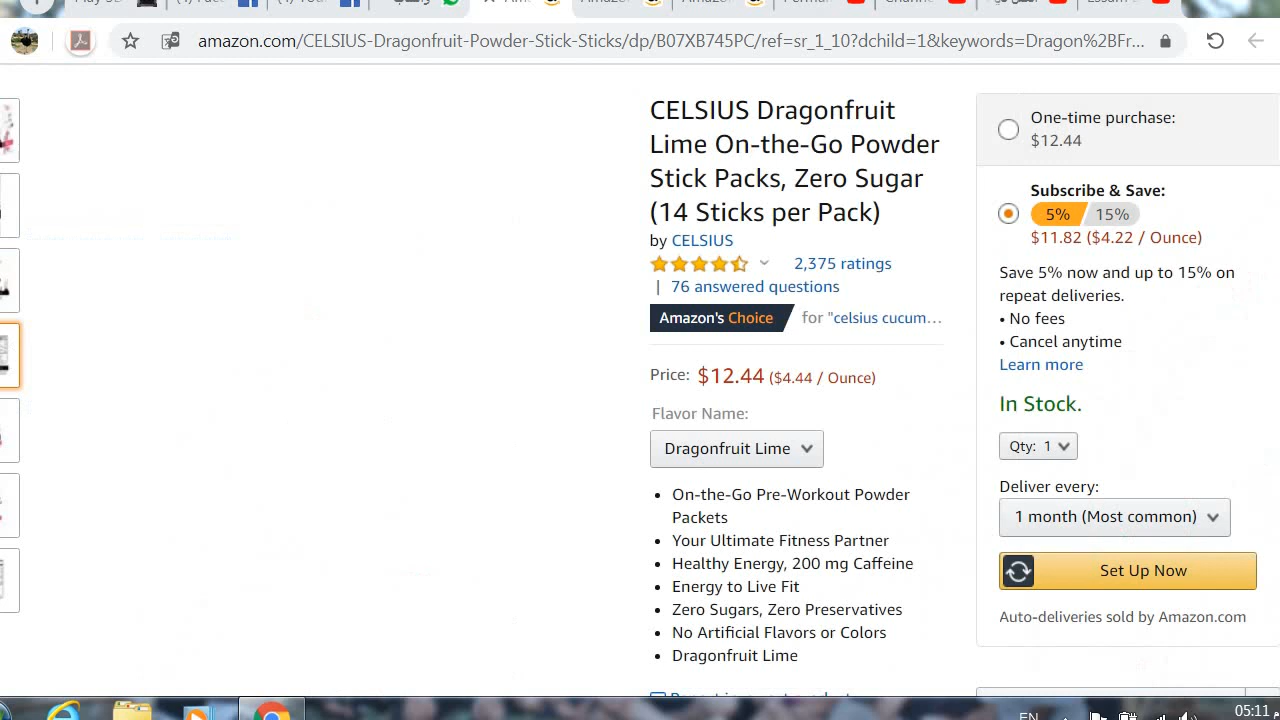 amazon.com/CELSIUS-Dragonfruit-Powder-Stick-Sticks/dp/B07XB745PC/ref=sr_1_10?dchild=1&keywords=Dragon%2BFr...
CELSIUS Dragonfruit
Lime On-the-Go Powder
Stick Packs, Zero Sugar
(14 Sticks per Pack)
by CELSIUS
2,375 ratings
| 76 answered questions
Amazon's Choice for "celsius cucum…
Price: $12.44 ($4.44 / Ounce)
Flavor Name:
Dragonfruit Lime
• On-the-Go Pre-Workout Powder
Packets
• Your Ultimate Fitness Partner
• Healthy Energy, 200 mg Caffeine
• Energy to Live Fit
• Zero Sugars, Zero Preservatives
• No Artificial Flavors or Colors
• Dragonfruit Lime
One-time purchase:
$12.44
Subscribe & Save:
5% 15%
$11.82 ($4.22 / Ounce)
Save 5% now and up to 15% on
repeat deliveries.
• No fees
• Cancel anytime
Learn more
In Stock.
Qty: 1
Deliver every:
1 month (Most common)
Set Up Now
Auto-deliveries sold by Amazon.com
EN
05:11